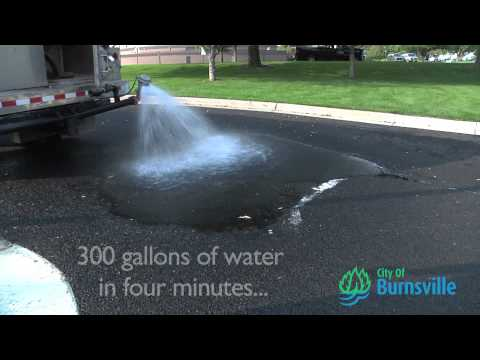 300 gallons of water
in four minutes...
City Of
Burnsville